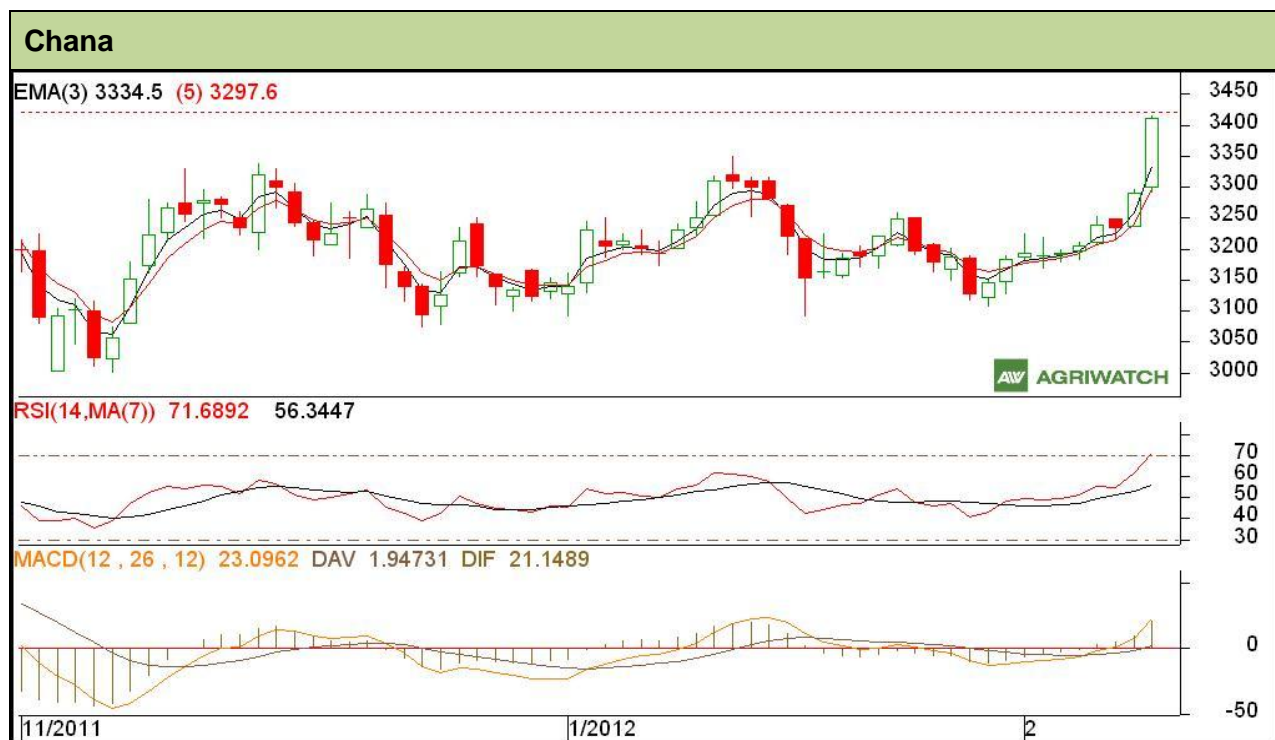 Chana
EMA(3) 3334.5 (5) 3297.6
3450
3400
3350
3300
3250
3200
3150
3100
3050
3000
AW AGRIWATCH
RSI(14,MA(7)) 71.6892 56.3447
70
60
50
40
30
MACD(12 , 26 , 12) 23.0962 DAV 1.94731 DIF 21.1489
0
-50
11/2011 1/2012 2